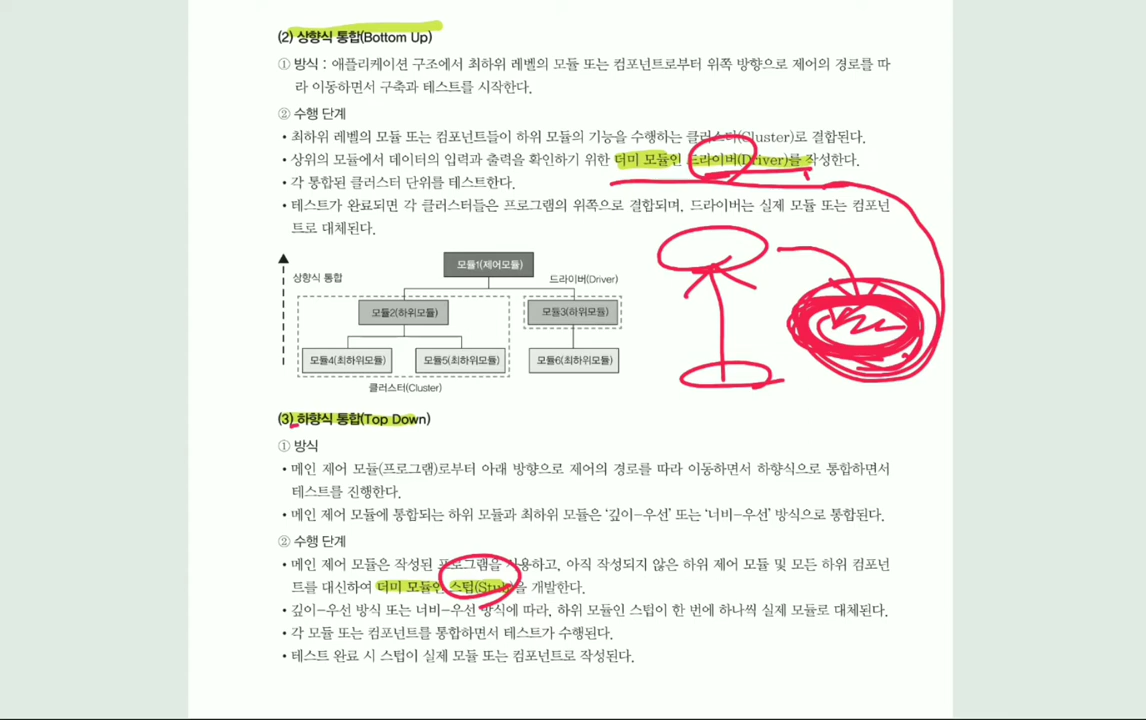 (2) 상향식 통합(Bottom Up)
① 방식 : 애플리케이션 구조에서 최하위 레벨의 모듈 또는 컴포넌트로부터 위쪽 방향으로 제어의 경로를 따
라 이동하면서 구축과 테스트를 시작한다.
② 수행 단계
• 최하위 레벨의 모듈 또는 컴포넌트들이 하위 모듈의 기능을 수행하는 클러스터(Cluster)로 결합된다.
• 상위의 모듈에서 데이터의 입력과 출력을 확인하기 위한 더미 모듈인 드라이버(Driver)를 작성한다.
• 각 통합된 클러스터 단위를 테스트한다.
• 테스트가 완료되면 각 클러스터들은 프로그램의 위쪽으로 결합되며, 드라이버는 실제 모듈 또는 컴포넌
트로 대체된다.
모듈1(제어모듈)
상향식 통합
드라이버(Driver)
모듈2(하위모듈)
모듈3(하위모듈)
모듈4(최하위모듈)
모듈5(최하위모듈)
모듈6(최하위모듈)
클러스터(Cluster)
(3) 하향식 통합(Top Down)
① 방식
• 메인 제어 모듈(프로그램)로부터 아래 방향으로 제어의 경로를 따라 이동하면서 하향식으로 통합하면서
테스트를 진행한다.
• 메인 제어 모듈에 통합되는 하위 모듈과 최하위 모듈은 '깊이-우선' 또는 '너비-우선' 방식으로 통합된다.
② 수행 단계
• 메인 제어 모듈은 작성된 프로그램을 사용하고, 아직 작성되지 않은 하위 제어 모듈 및 모든 하위 컴포넌
트를 대신하여 더미 모듈인 스텁(Stub)을 개발한다.
• 깊이-우선 방식 또는 너비-우선 방식에 따라, 하위 모듈인 스텁이 한 번에 하나씩 실제 모듈로 대체된다.
• 각 모듈 또는 컴포넌트를 통합하면서 테스트가 수행된다.
• 테스트 완료 시 스텁이 실제 모듈 또는 컴포넌트로 작성된다.